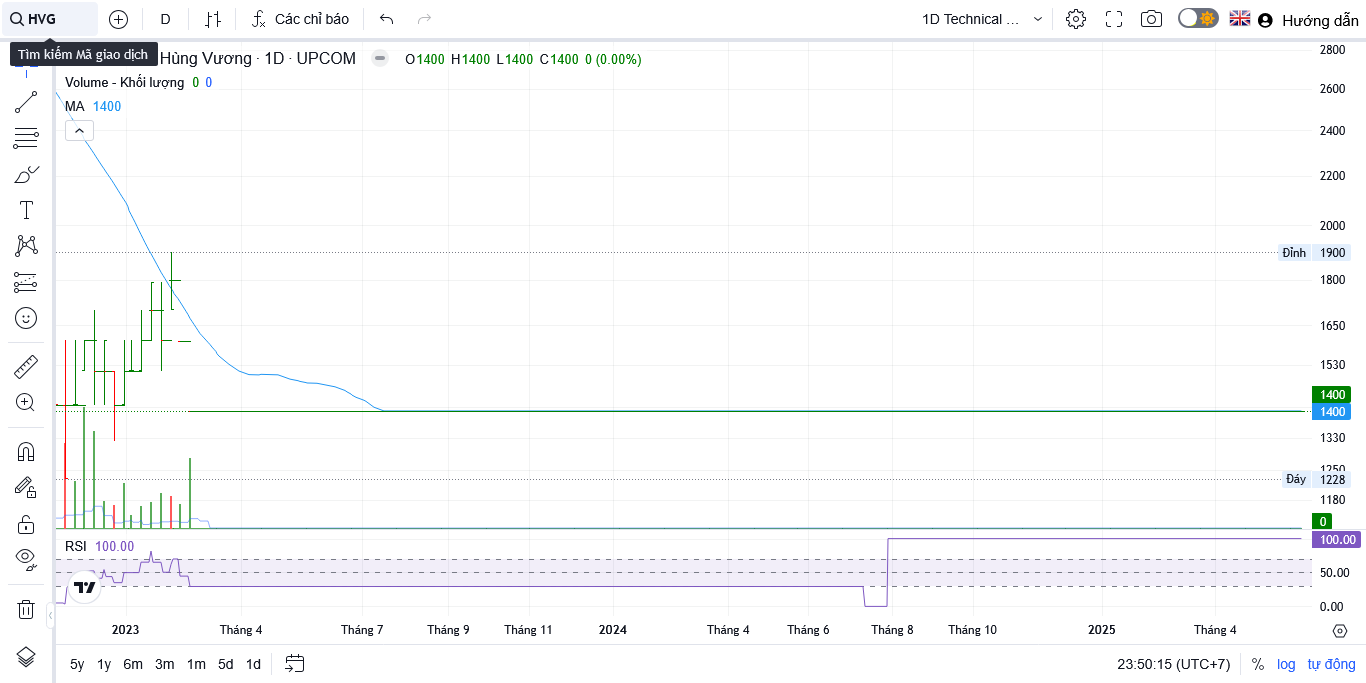 HVG
D
Các chỉ báo
1D Technical ...
Hướng dẫn
Tìm kiếm Mã giao dịch
Hùng Vương · 1D · UPCOM
O1400 H1400 L1400 C1400 0 (0.00%)
Volume - Khối lượng 0 0
MA 1400
2800
2600
2400
2200
2000
Đỉnh 1900
1800
1650
1530
1400
1400
1330
1250
Đáy 1228
1180
0
RSI 100.00
100.00
50.00
0.00
2023 Tháng 4 Tháng 7 Tháng 9 Tháng 11 2024 Tháng 4 Tháng 6 Tháng 8 Tháng 10 2025 Tháng 4
5y 1y 6m 3m 1m 5d 1d
23:50:15 (UTC+7) % log tự động